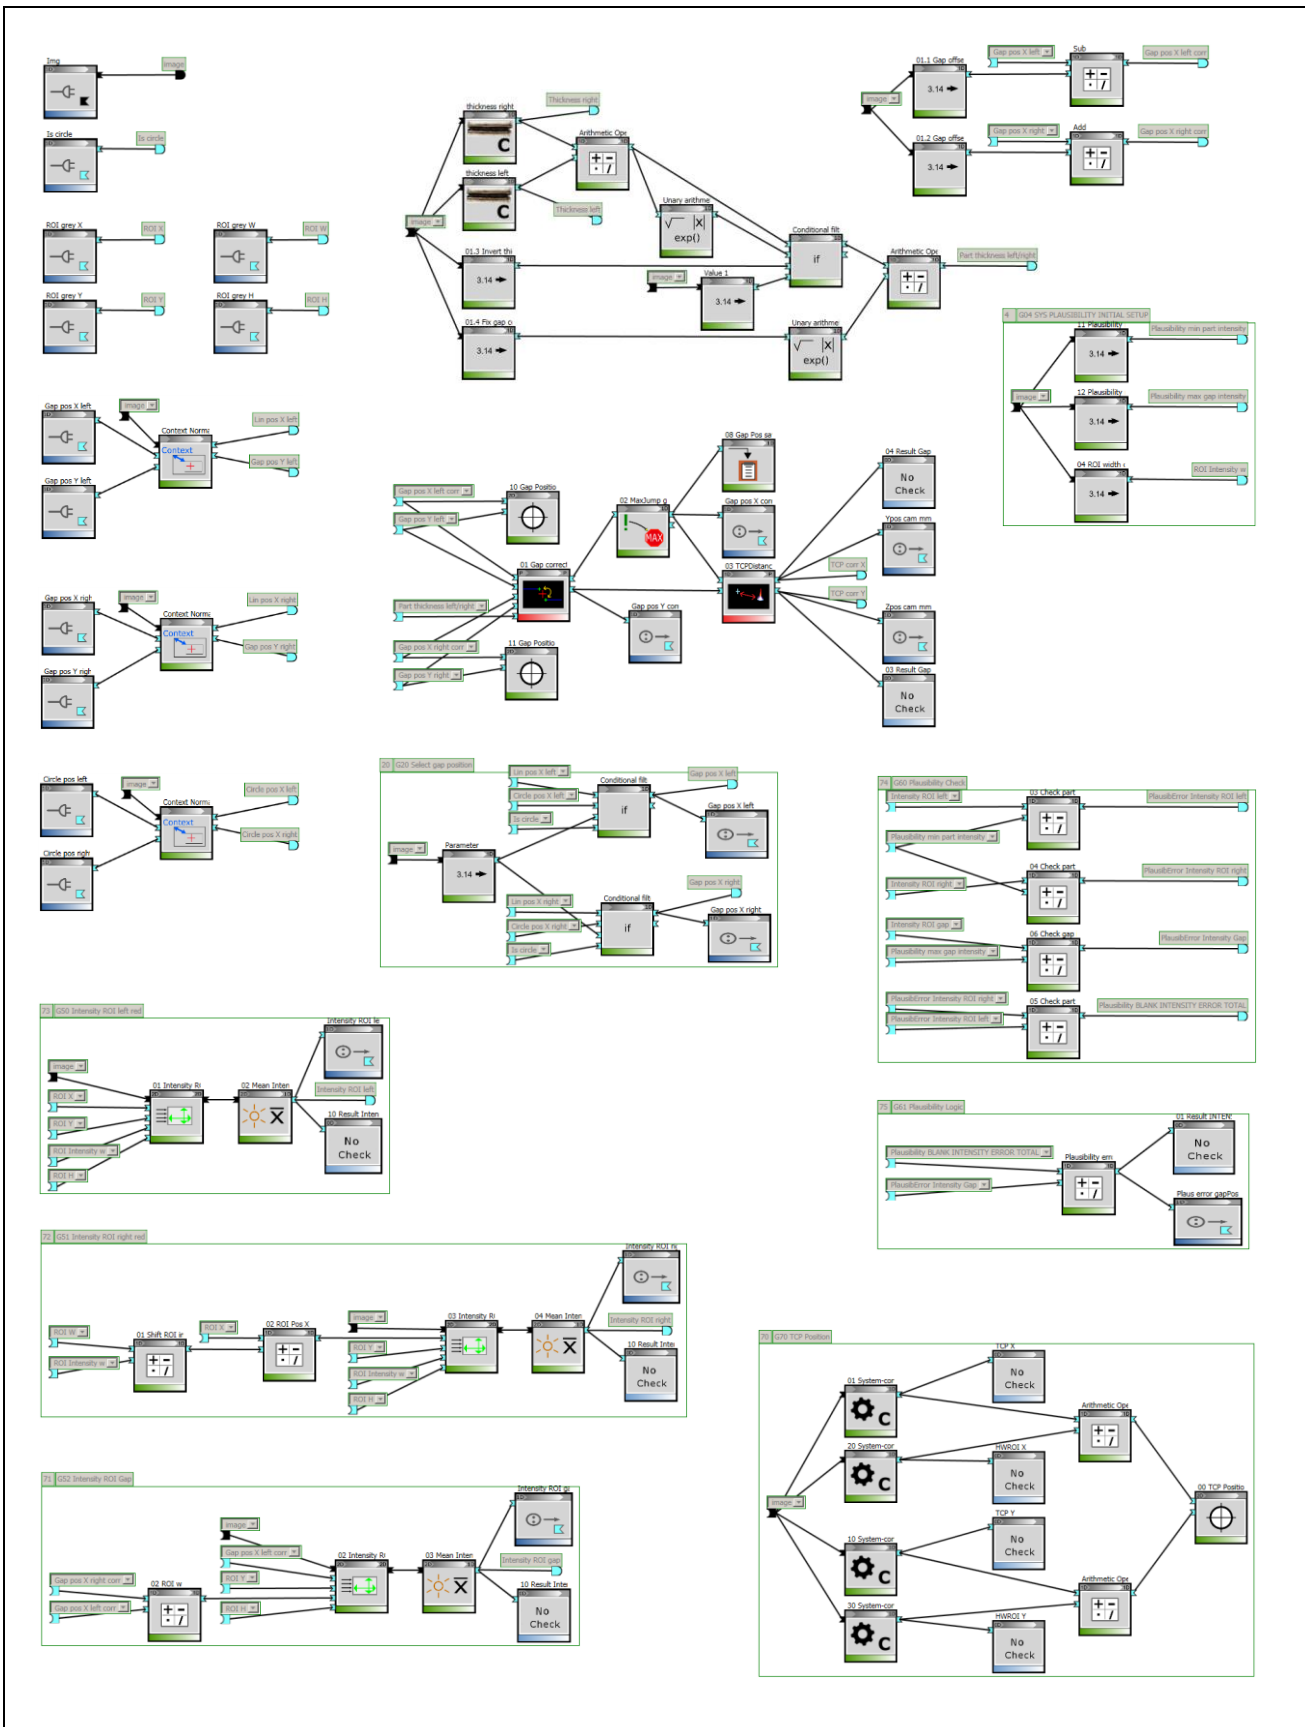 Img
image
Is circle
Is circle
ROI grey X
ROI X
ROI grey W
ROI W
ROI grey Y
ROI Y
ROI grey H
ROI H
Gap pos X left
image
Context Norma
Context
Lin pos X left
Gap pos Y left
Gap pos Y left
Gap pos X righ
image
Context Norma
Context
Lin pos X right
Gap pos Y right
Gap pos Y righ
Circle pos left
image
Context Norma
Context
Circle pos X left
Circle pos X right
Circle pos righ
thickness right
C
Thickness right
Arithmetic Ope
thickness left
C
Thickness left
image
Unary arithme
√ |X|
exp()
Conditional filt
if
Arithmetic Ope
Part thickness left/right
01.3 Invert thi
3.14
image
Value 1
3.14
01.4 Fix gap o
3.14
Unary arithme
√ |X|
exp()
01.1 Gap offse
3.14
Gap pos X left
Sub
Gap pos X left corr
image
01.2 Gap offse
3.14
Gap pos X right
Add
Gap pos X right corr
4 G04 SYS PLAUSIBILITY INITIAL SETUP
11 Plausibility
3.14
Plausibility min part intensity
image
12 Plausibility
3.14
Plausibility max gap intensity
04 ROI width
3.14
ROI Intensity w
Gap pos X left corr
Gap pos Y left
10 Gap Positio
08 Gap Pos sa
02 MaxJump g
MAX
Gap pos X corr
04 Result Gap
No
Check
Ypos cam mm
01 Gap correct
03 TCPDistanc
TCP corr X
TCP corr Y
Part thickness left/right
Gap pos Y corr
Zpos cam mm
Gap pos X right corr
Gap pos Y right
11 Gap Positio
03 Result Gap
No
Check
20 G20 Select gap position
Lin pos X left
Circle pos X left
Is circle
Conditional filt
if
Gap pos X left
Gap pos X left
image
Parameter
3.14
Lin pos X right
Circle pos X right
Is circle
Conditional filt
if
Gap pos X right
Gap pos X right
74 G60 Plausibility Check
Intensity ROI left
03 Check part
PlausibError Intensity ROI left
Plausibility min part intensity
04 Check part
PlausibError Intensity ROI right
Intensity ROI right
Intensity ROI gap
06 Check gap
PlausibError Intensity Gap
Plausibility max gap intensity
PlausibError Intensity ROI right
05 Check part
Plausibility BLANK INTENSITY ERROR TOTAL
PlausibError Intensity ROI left
73 G50 Intensity ROI left red
image
ROI X
ROI Y
ROI Intensity w
ROI H
01 Intensity R
02 Mean Inten
X
Intensity ROI le
Intensity ROI left
10 Result Inten
No
Check
75 G61 Plausibility Logic
Plausibility BLANK INTENSITY ERROR TOTAL
PlausibError Intensity Gap
Plausibility erro
01 Result INTEN
No
Check
Plaus error gapPos
72 G51 Intensity ROI right red
ROI W
ROI Intensity w
01 Shift ROI ir
ROI X
02 ROI Pos X
image
ROI Y
ROI Intensity w
ROI H
03 Intensity R
04 Mean Inten
X
Intensity ROI ri
Intensity ROI right
10 Result Inter
No
Check
71 G52 Intensity ROI Gap
Gap pos X right corr
Gap pos X left corr
02 ROI w
image
Gap pos X left corr
ROI Y
ROI H
02 Intensity R
03 Mean Inten
X
Intensity ROI g
Intensity ROI gap
10 Result Inter
No
Check
70 G70 TCP Position
image
01 System-cor
C
TCP X
No
Check
Arithmetic Ope
20 System-cor
C
HWROI X
No
Check
00 TCP Positio
10 System-cor
C
TCP Y
No
Check
Arithmetic Ope
30 System-cor
C
HWROI Y
No
Check